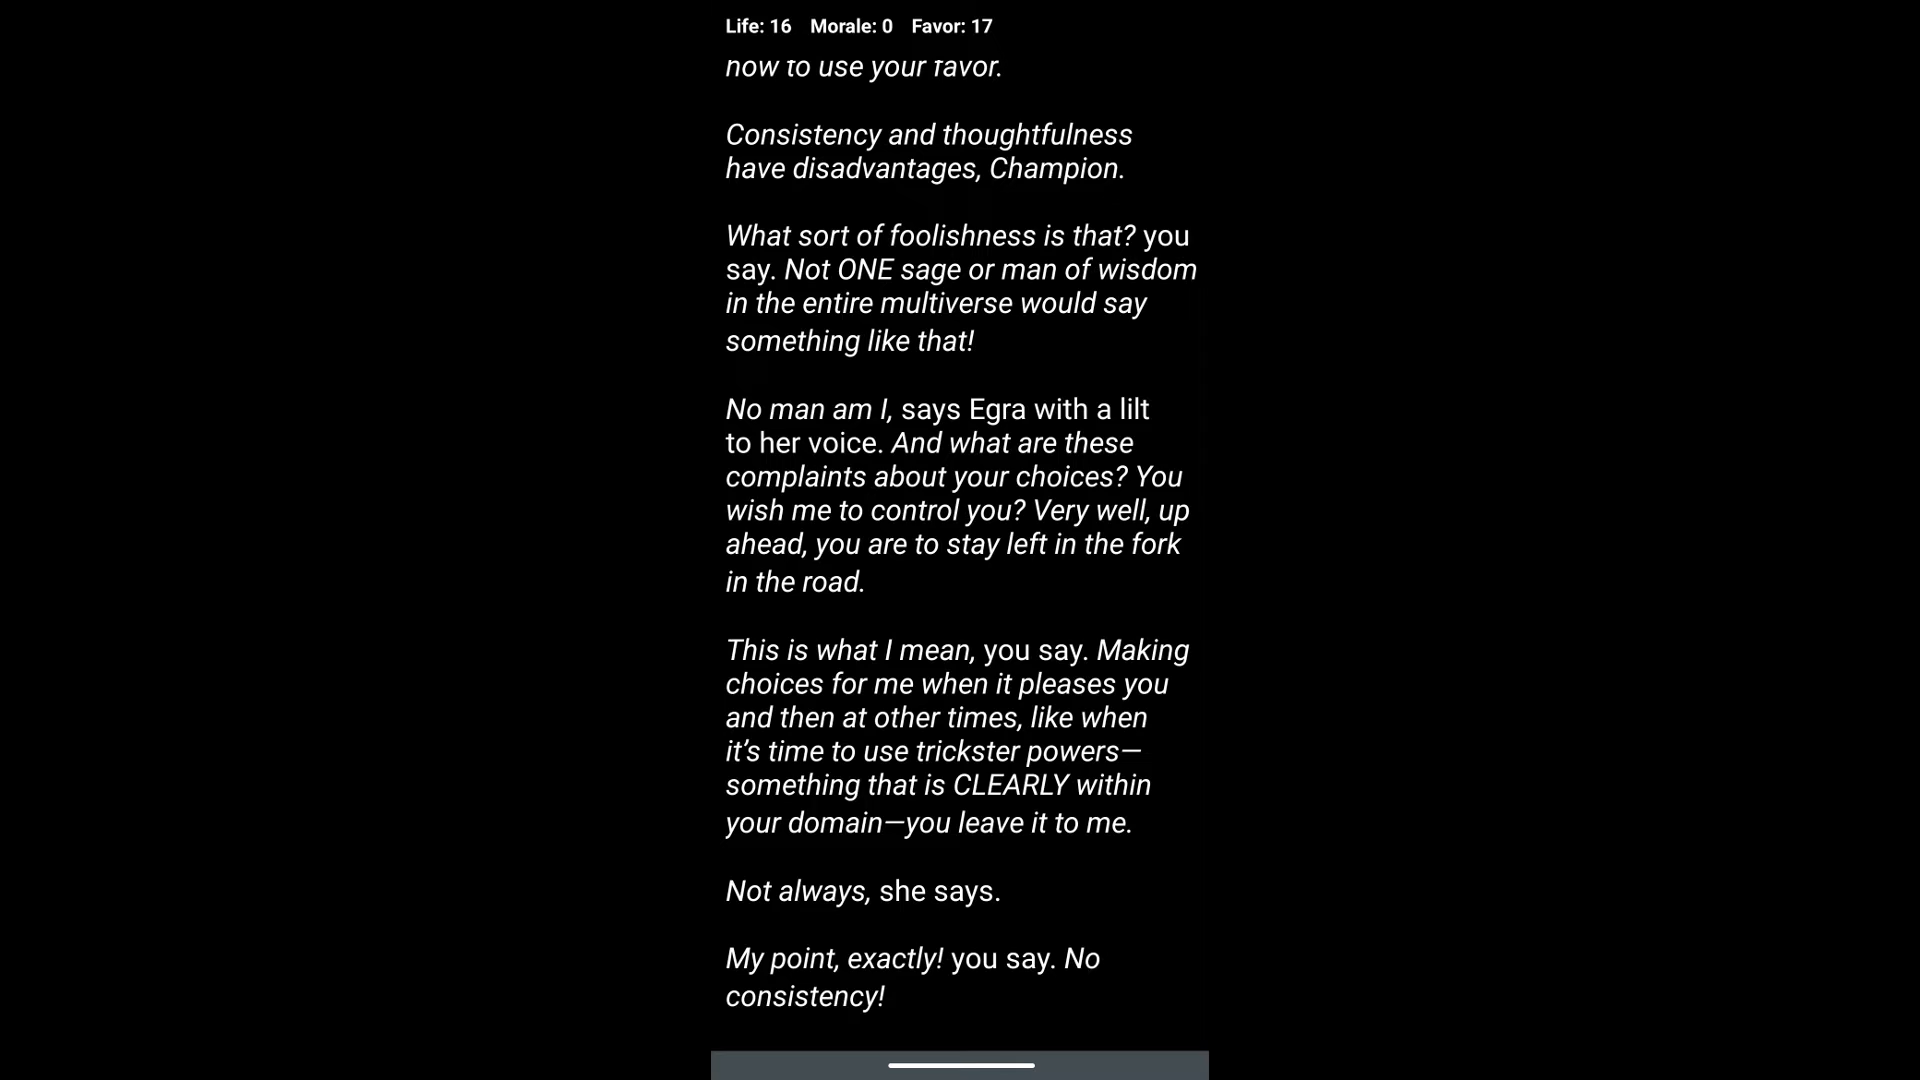 Life: 16 Morale: 0 Favor: 17
now to use your favor.
Consistency and thoughtfulness
have disadvantages, Champion.
What sort of foolishness is that? you
say. Not ONE sage or man of wisdom
in the entire multiverse would say
something like that!
No man am I, says Egra with a lilt
to her voice. And what are these
complaints about your choices? You
wish me to control you? Very well, up
ahead, you are to stay left in the fork
in the road.
This is what I mean, you say. Making
choices for me when it pleases you
and then at other times, like when
it’s time to use trickster powers—
something that is CLEARLY within
your domain—you leave it to me.
Not always, she says.
My point, exactly! you say. No
consistency!